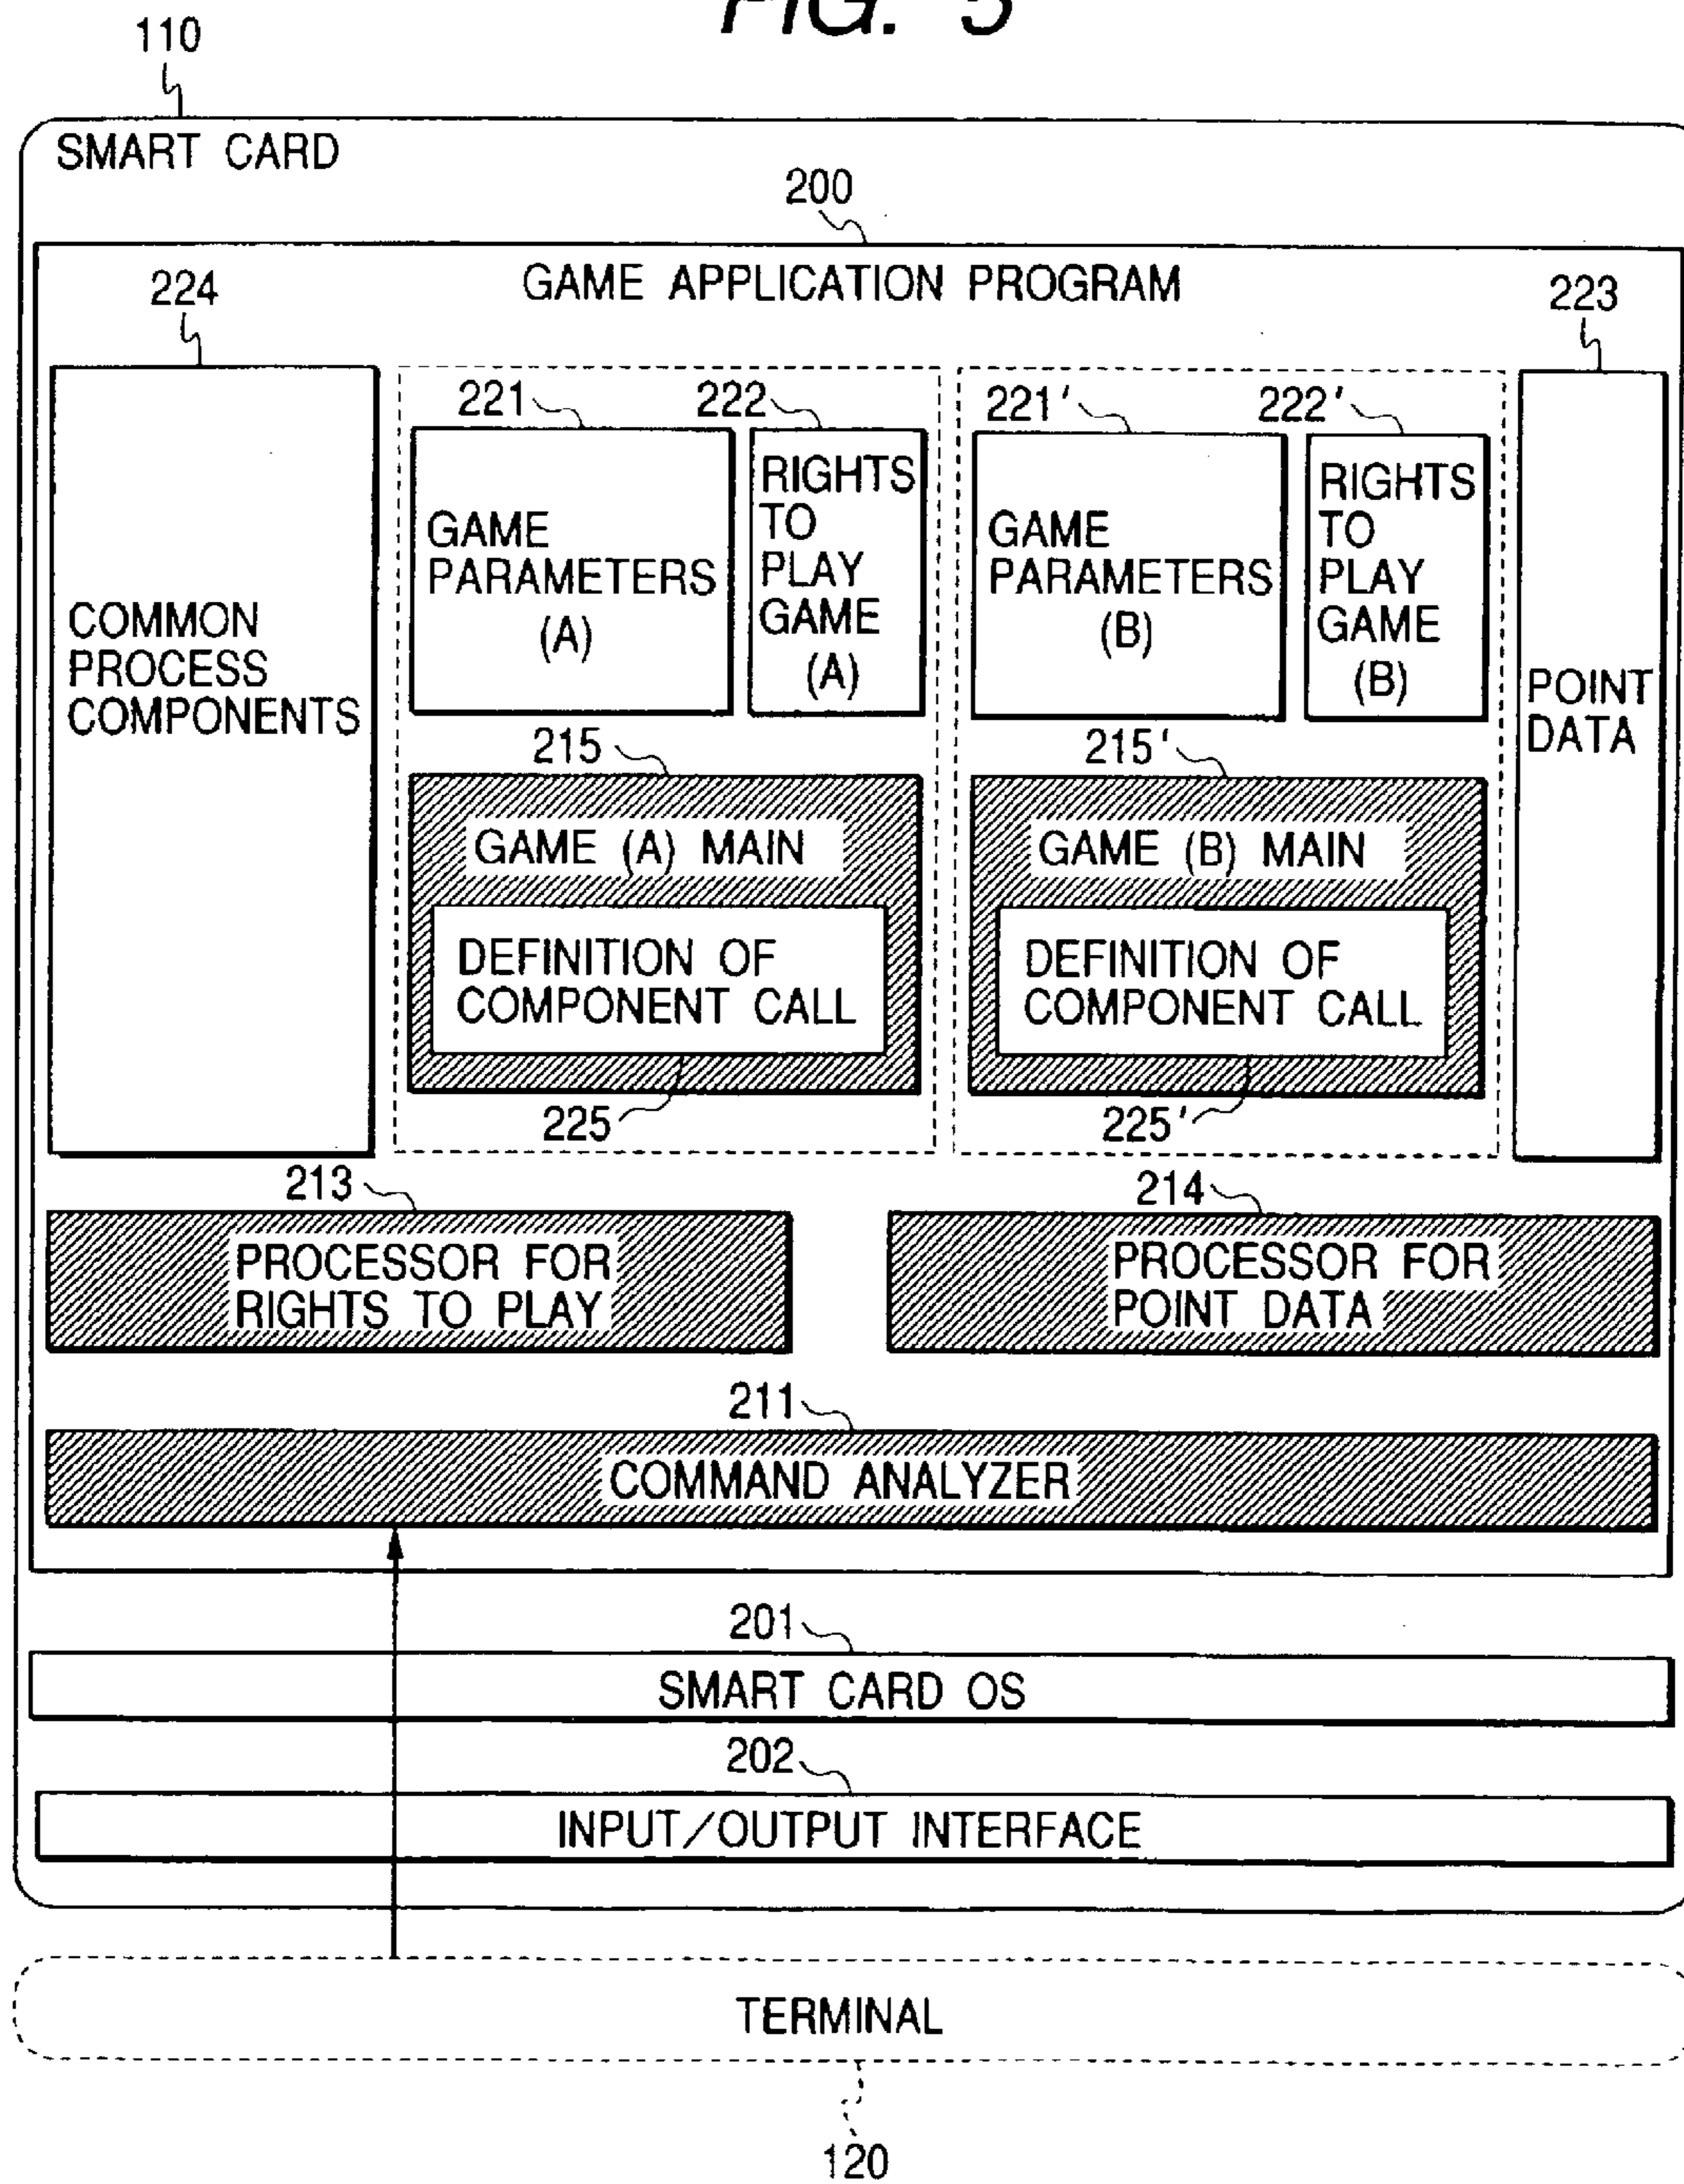 FIG. 5
110
SMART CARD
200
GAME APPLICATION PROGRAM
224
223
COMMON
PROCESS
COMPONENTS
221
222
GAME
PARAMETERS
(A)
RIGHTS
TO
PLAY
GAME
(A)
215
GAME (A) MAIN
DEFINITION OF
COMPONENT CALL
225
221'
222'
GAME
PARAMETERS
(B)
RIGHTS
TO
PLAY
GAME
(B)
215'
GAME (B) MAIN
DEFINITION OF
COMPONENT CALL
225'
POINT
DATA
213
PROCESSOR FOR
RIGHTS TO PLAY
214
PROCESSOR FOR
POINT DATA
211
COMMAND ANALYZER
201
SMART CARD OS
202
INPUT/OUTPUT INTERFACE
TERMINAL
120